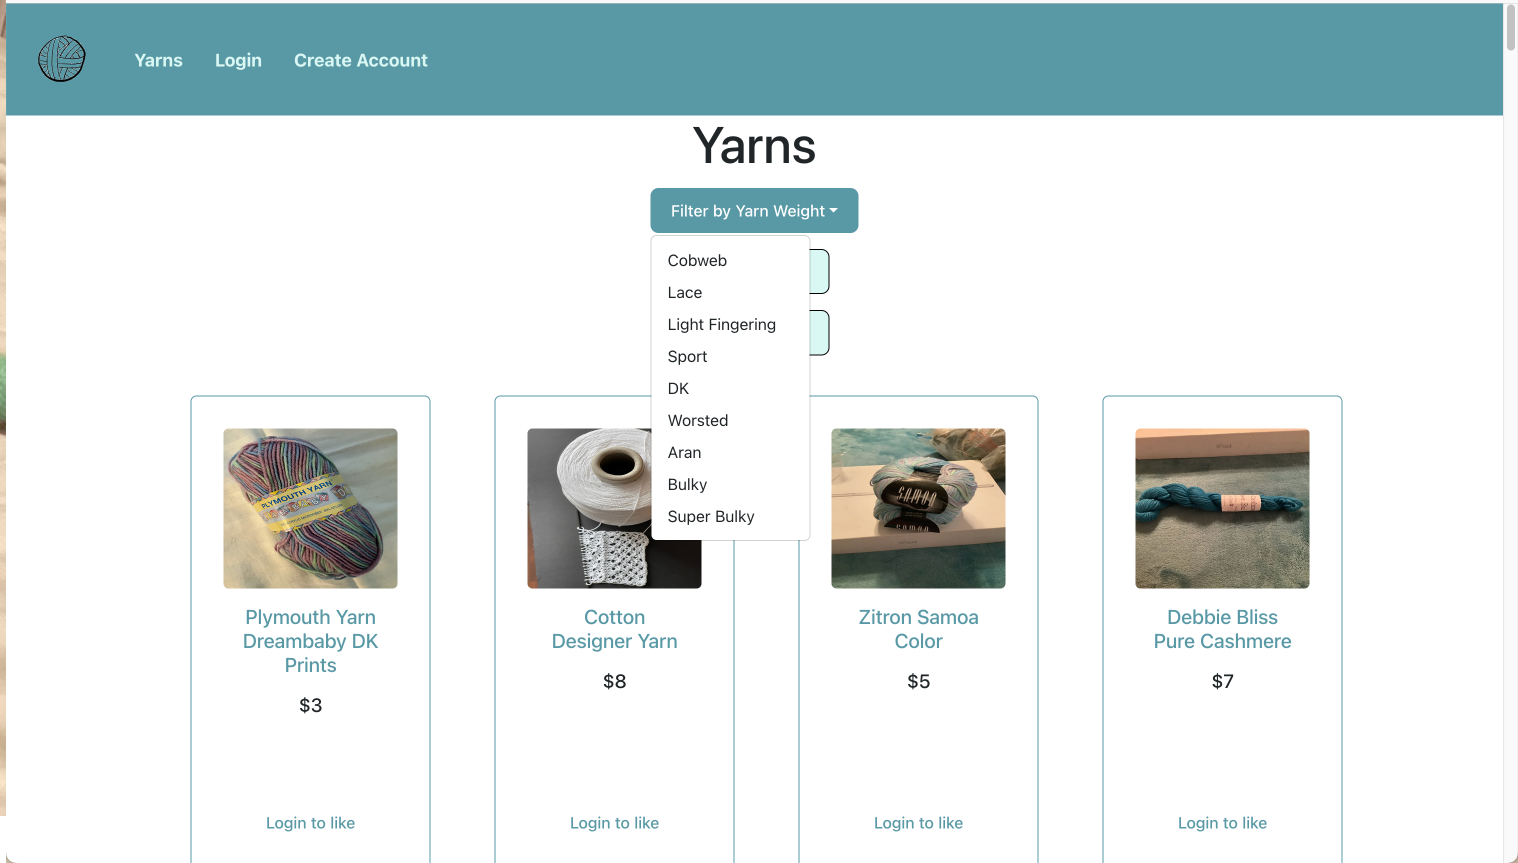 Yarns
Login
Create Account
Yarns
Filter by Yarn Weight
Cobweb
Lace
Light Fingering
Sport
DK
Worsted
Aran
Bulky
Super Bulky
PLYMOUTH YARN
samoa
samoa
Plymouth Yarn
Dreambaby DK
Prints
$3
Login to like
Cotton
Designer Yarn
$8
Login to like
Zitron Samoa
Color
$5
Login to like
Debbie Bliss
Pure Cashmere
$7
Login to like